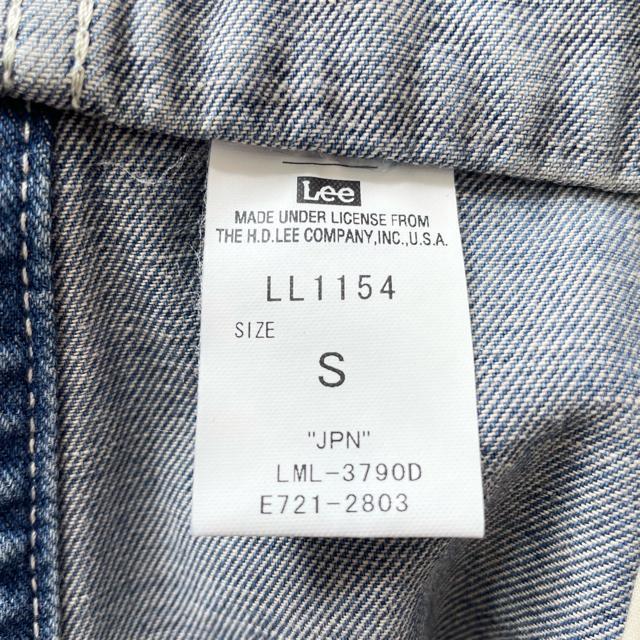 Lee
MADE UNDER LICENSE FROM
THE H.D.LEE COMPANY,INC.,U.S.A.
LL1154
SIZE
S
"JPN"
LML-3790D
E721-2803